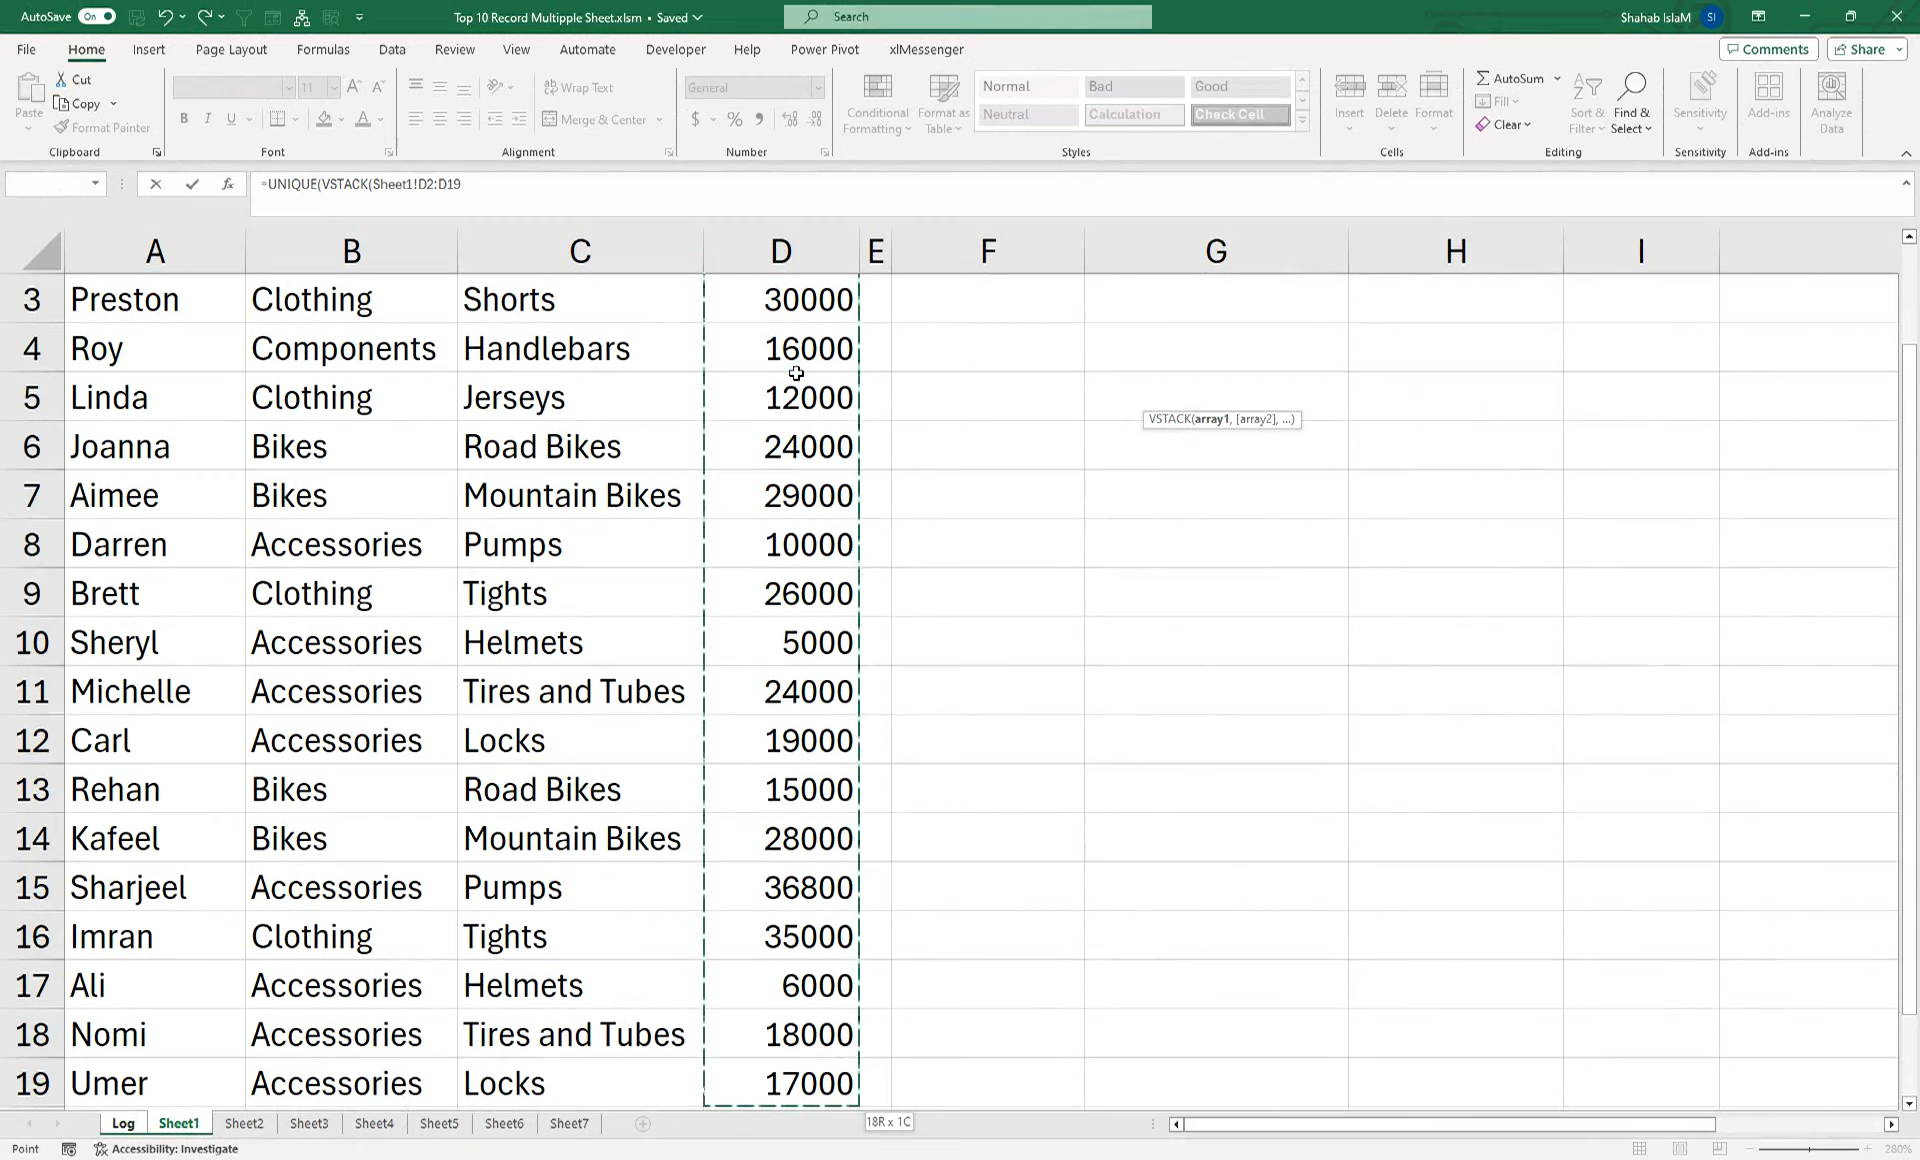 AutoSave On Top 10 Record Multipple Sheet.xlsm • Saved Search Shahab IslaM SI
File Home Insert Page Layout Formulas Data Review View Automate Developer Help Power Pivot xlMessenger Comments Share
Paste Cut Copy Format Painter
Clipboard
11 B I U A A A
Font
Wrap Text
Merge & Center
Alignment
General
$ % 9
Number
Conditional Formatting Format as Table
Normal Bad Good
Neutral Calculation Check Cell
Styles
Insert Delete Format
Cells
AutoSum Fill Clear
Sort & Filter Find & Select
Editing
Sensitivity
Sensitivity
Add-ins
Add-ins
Analyze Data
fx =UNIQUE(VSTACK(Sheet1!D2:D19
A B C D E F G H I
3 Preston Clothing Shorts 30000
4 Roy Components Handlebars 16000
5 Linda Clothing Jerseys 12000
VSTACK(array1, [array2], ...)
6 Joanna Bikes Road Bikes 24000
7 Aimee Bikes Mountain Bikes 29000
8 Darren Accessories Pumps 10000
9 Brett Clothing Tights 26000
10 Sheryl Accessories Helmets 5000
11 Michelle Accessories Tires and Tubes 24000
12 Carl Accessories Locks 19000
13 Rehan Bikes Road Bikes 15000
14 Kafeel Bikes Mountain Bikes 28000
15 Sharjeel Accessories Pumps 36800
16 Imran Clothing Tights 35000
17 Ali Accessories Helmets 6000
18 Nomi Accessories Tires and Tubes 18000
19 Umer Accessories Locks 17000
Log Sheet1 Sheet2 Sheet3 Sheet4 Sheet5 Sheet6 Sheet7 18R x 1C
Point Accessibility: Investigate 280%